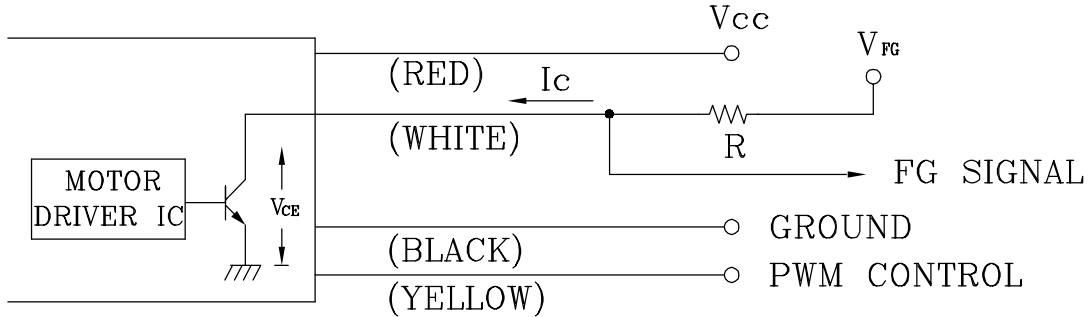 Vcc
VFG
(RED)
Ic
(WHITE)
R
MOTOR
DRIVER IC
VCE
FG SIGNAL
GROUND
(BLACK)
PWM CONTROL
(YELLOW)